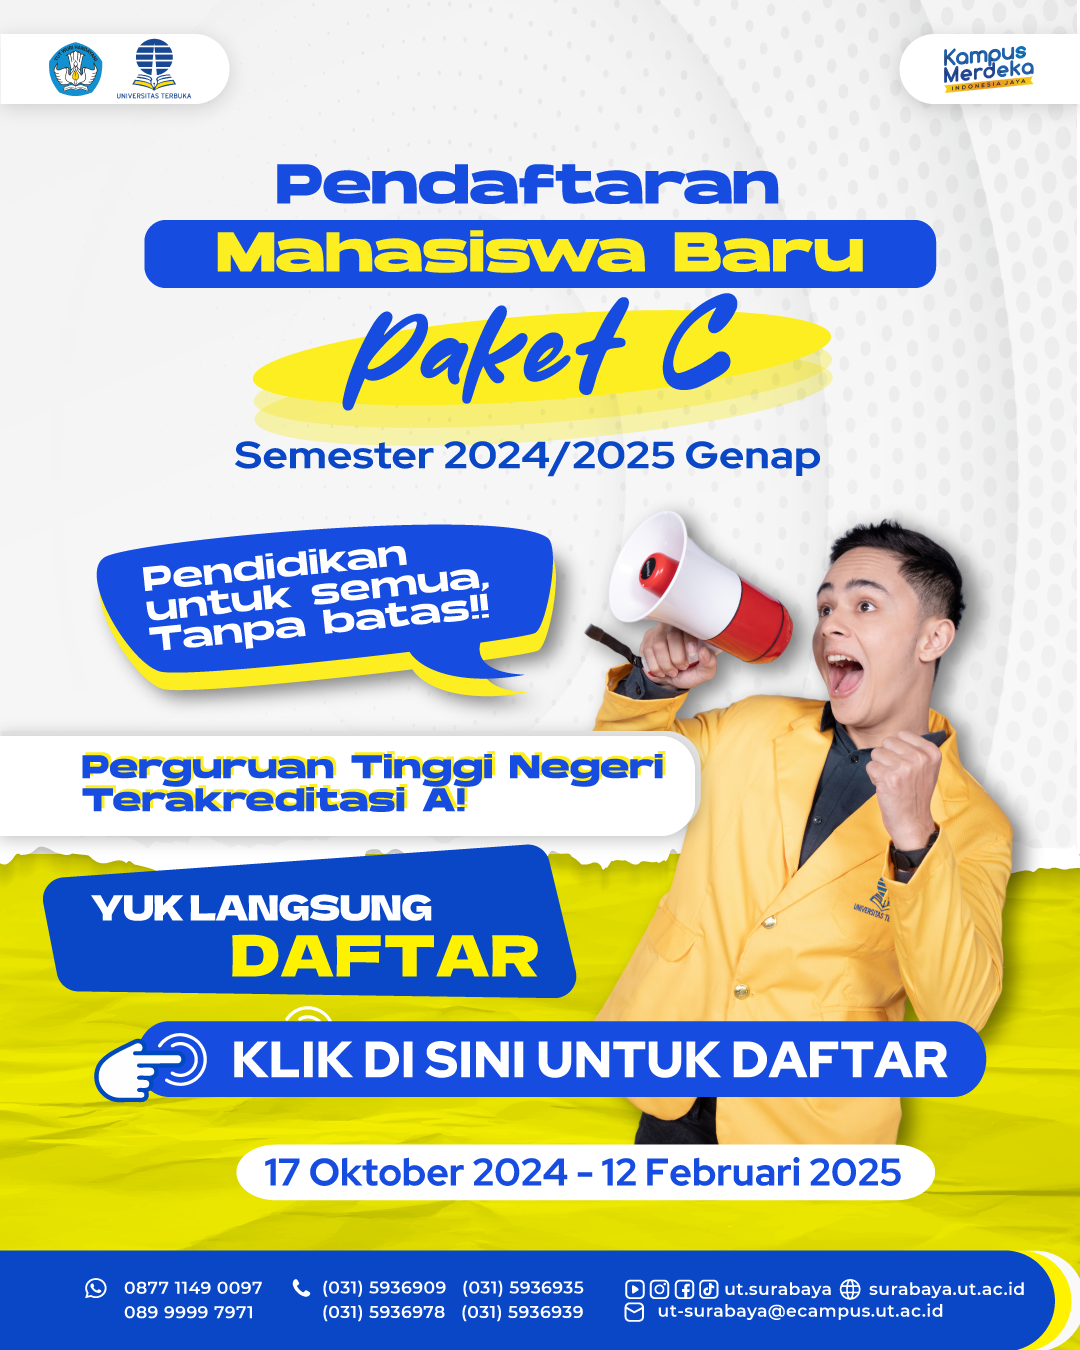 TUT WURI HANDAYANI
UNIVERSITAS TERBUKA
Kampus
Merdeka
INDONESIA JAYA
Pendaftaran
Mahasiswa Baru
Paket C
Semester 2024/2025 Genap
Pendidikan
untuk semua,
Tanpa batas!!
Perguruan Tinggi Negeri
Terakreditasi A!
YUK LANGSUNG
DAFTAR
KLIK DI SINI UNTUK DAFTAR
17 Oktober 2024 - 12 Februari 2025
0877 1149 0097
089 9999 7971
(031) 5936909 (031) 5936935
(031) 5936978 (031) 5936939
ut.surabaya surabaya.ut.ac.id
ut-surabaya@ecampus.ut.ac.id